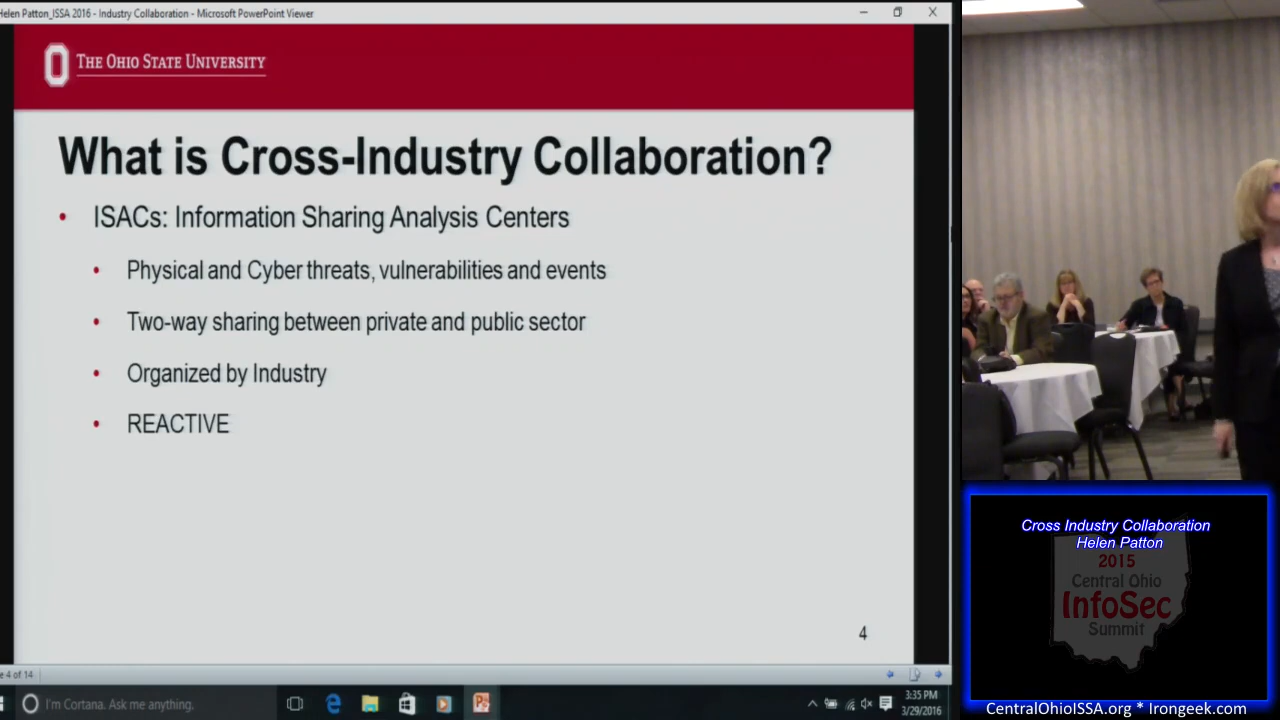 Helen Patton_ISSA 2016 - Industry Collaboration - Microsoft PowerPoint Viewer
THE OHIO STATE UNIVERSITY
What is Cross-Industry Collaboration?
• ISACs: Information Sharing Analysis Centers
• Physical and Cyber threats, vulnerabilities and events
• Two-way sharing between private and public sector
• Organized by Industry
• REACTIVE
4
e 4 of 14
I'm Cortana. Ask me anything.
3:35 PM
3/29/2016
Cross Industry Collaboration
Helen Patton
2015
Central Ohio
InfoSec
Summit
CentralOhioISSA.org * Irongeek.com